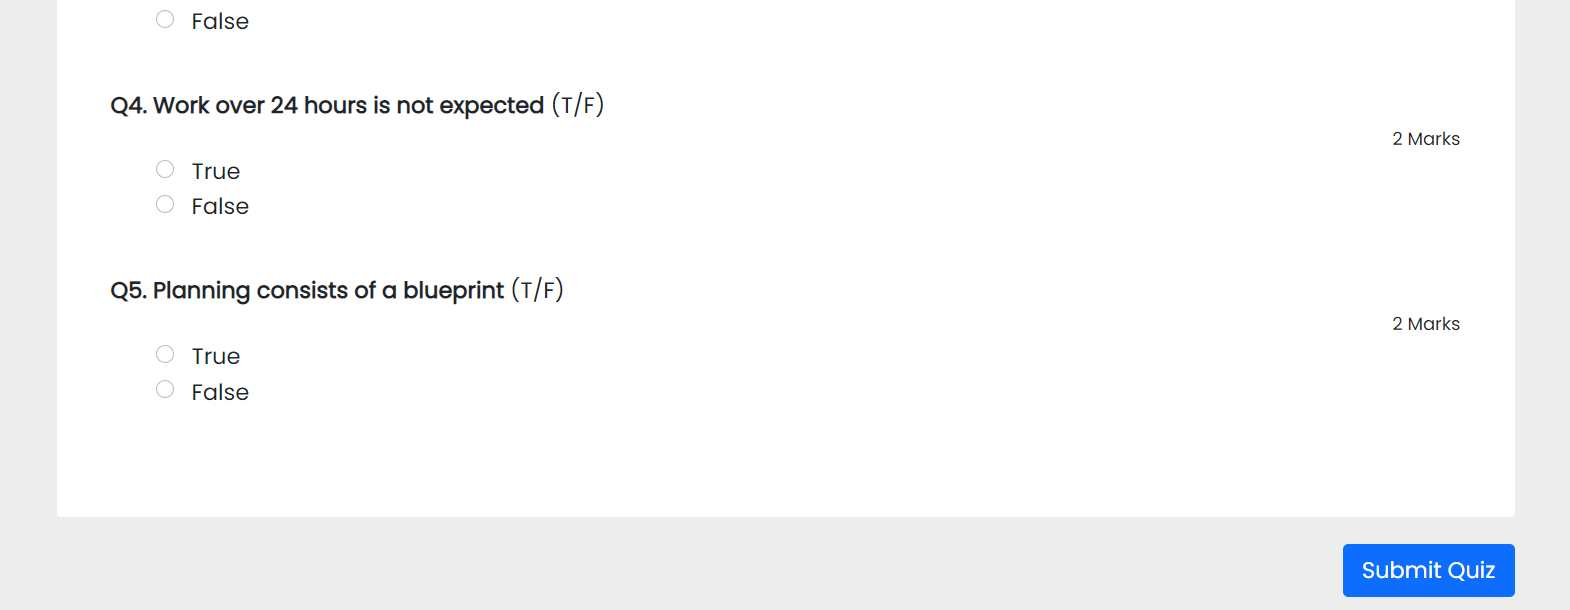 False
Q4. Work over 24 hours is not expected (T/F)
2 Marks
True
False
Q5. Planning consists of a blueprint (T/F)
2 Marks
True
False
Submit Quiz